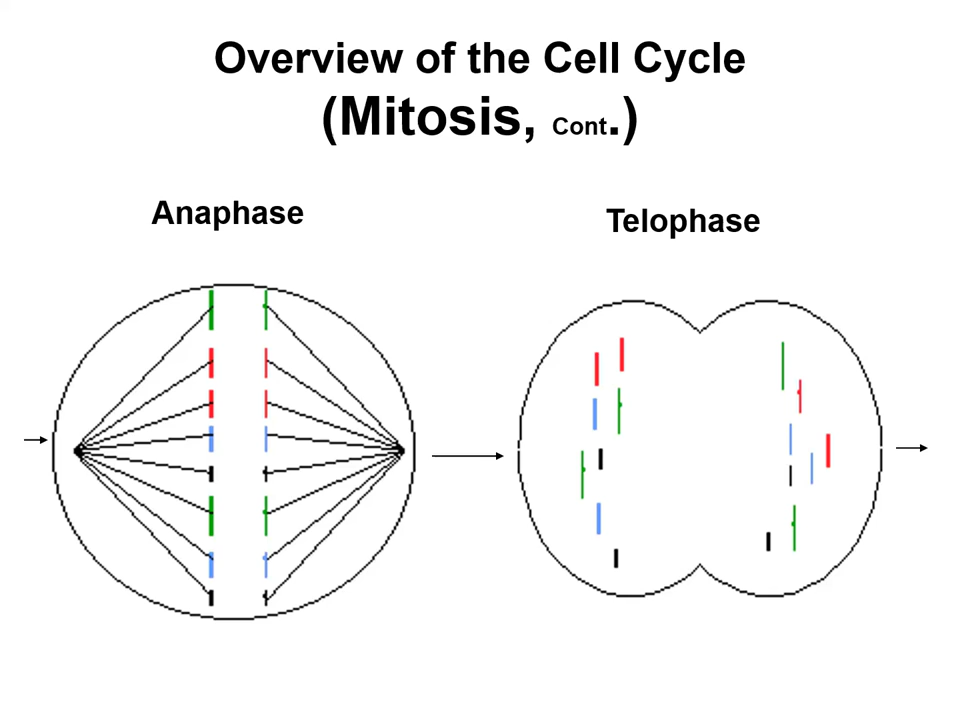 Overview of the Cell Cycle
(Mitosis, Cont.)
Anaphase
Telophase